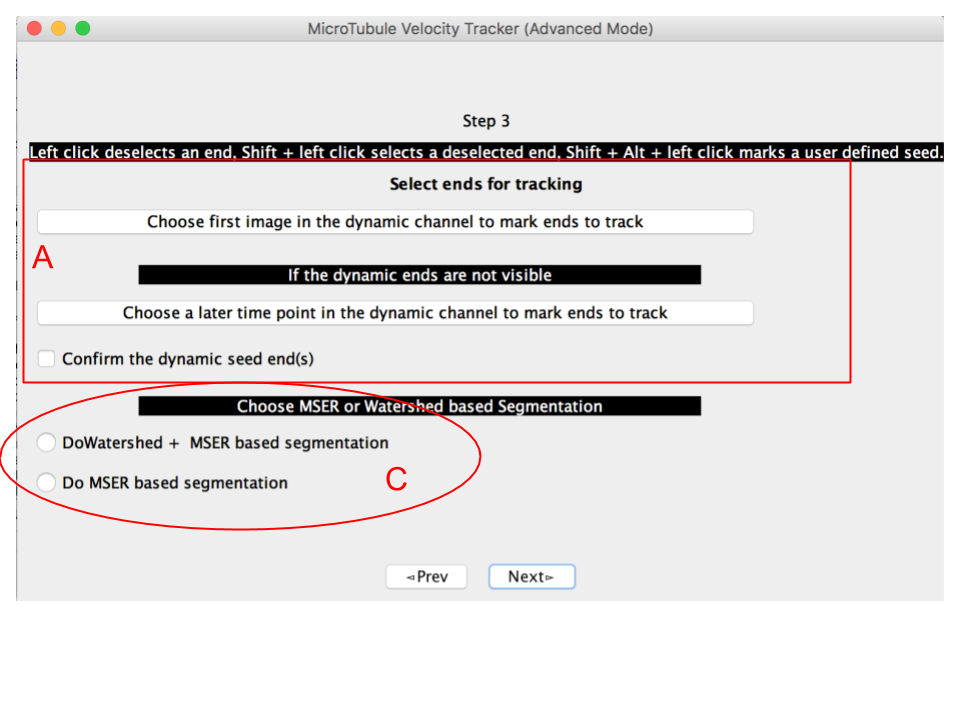 MicroTubule Velocity Tracker (Advanced Mode)
Step 3
Left click deselects an end, Shift + left click selects a deselected end, Shift + Alt + left click marks a user defined seed.
Select ends for tracking
Choose first image in the dynamic channel to mark ends to track
A
If the dynamic ends are not visible
Choose a later time point in the dynamic channel to mark ends to track
Confirm the dynamic seed end(s)
Choose MSER or Watershed based Segmentation
DoWatershed + MSER based segmentation
Do MSER based segmentation
C
Prev
Next